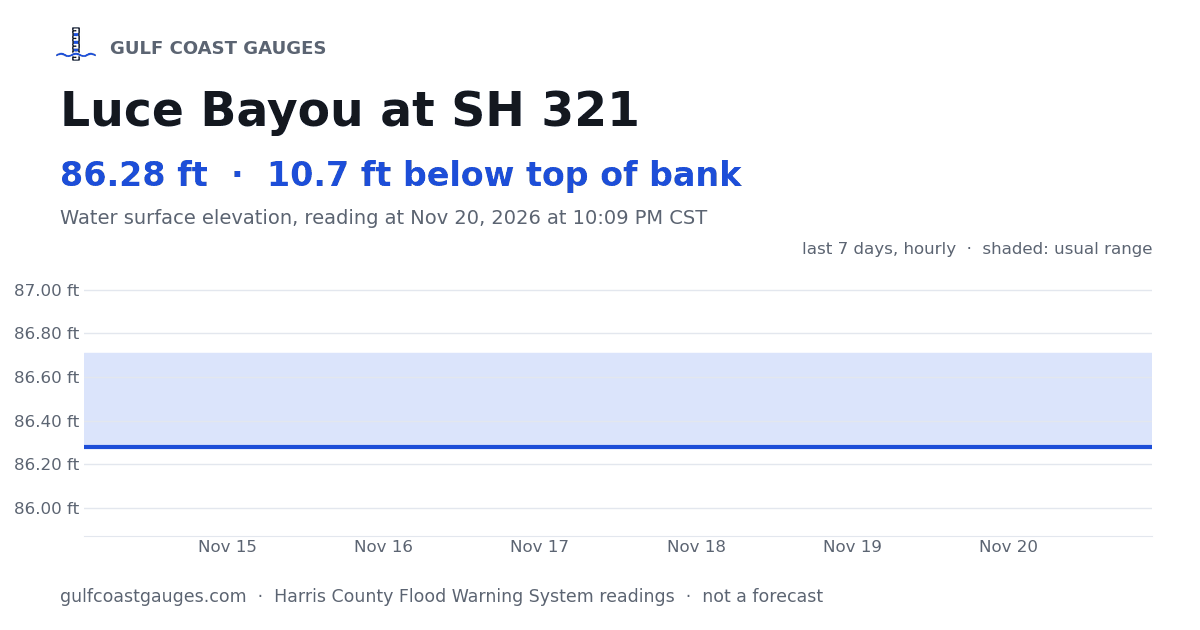 GULF COAST GAUGES
Luce Bayou at SH 321
86.28 ft · 10.7 ft below top of bank
Water surface elevation, reading at Nov 20, 2026 at 10:09 PM CST
last 7 days, hourly · shaded: usual range
87.00 ft
86.80 ft
86.60 ft
86.40 ft
86.20 ft
86.00 ft
Nov 15 Nov 16 Nov 17 Nov 18 Nov 19 Nov 20
gulfcoastgauges.com · Harris County Flood Warning System readings · not a forecast